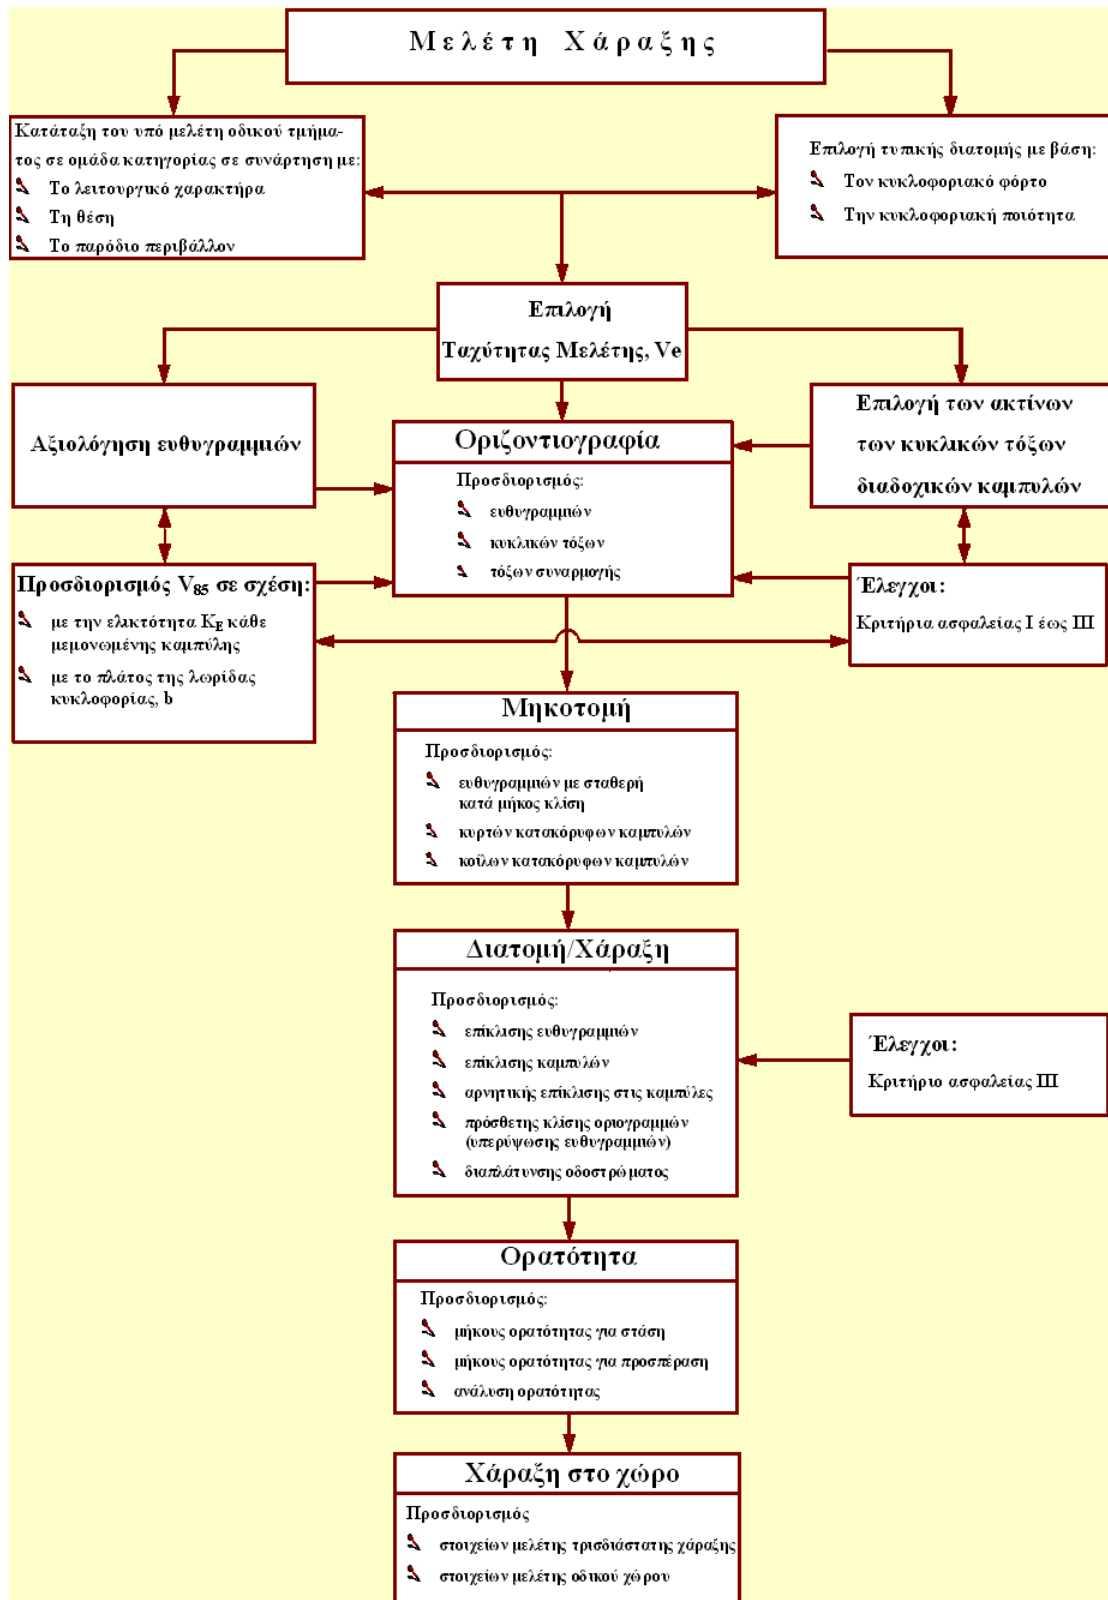 Μελέτη Χάραξης
Κατάταξη του υπό μελέτη οδικού τμήμα-
τος σε ομάδα κατηγορίας σε συνάρτηση με:
Το λειτουργικό χαρακτήρα
Τη θέση
Το παρόδιο περιβάλλον
Επιλογή τυπικής διατομής με βάση:
Τον κυκλοφοριακό φόρτο
Την κυκλοφοριακή ποιότητα
Επιλογή
Ταχύτητας Μελέτης, Ve
Αξιολόγηση ευθυγραμμιών
Οριζοντιογραφία
Προσδιορισμός:
ευθυγραμμιών
κυκλικών τόξων
τόξων συναρμογής
Επιλογή των ακτίνων
των κυκλικών τόξων
διαδοχικών καμπυλών
Προσδιορισμός V85 σε σχέση:
με την ελικτότητα ΚE κάθε
μεμονωμένης καμπύλης
με το πλάτος της λωρίδας
κυκλοφορίας, b
Έλεγχοι:
Κριτήρια ασφαλείας I έως III
Μηκοτομή
Προσδιορισμός:
ευθυγραμμιών με σταθερή
κατά μήκος κλίση
κυρτών κατακόρυφων καμπυλών
κοίλων κατακόρυφων καμπυλών
Διατομή/Χάραξη
Προσδιορισμός:
επίκλισης ευθυγραμμιών
επίκλισης καμπυλών
αρνητικής επίκλισης στις καμπύλες
πρόσθετης κλίσης οριογραμμών
(υπερύψωσης ευθυγραμμιών)
διαπλάτυνσης οδοστρώματος
Έλεγχοι:
Κριτήριο ασφαλείας III
Ορατότητα
Προσδιορισμός:
μήκους ορατότητας για στάση
μήκους ορατότητας για προσπέραση
ανάλυση ορατότητας
Χάραξη στο χώρο
Προσδιορισμός
στοιχείων μελέτης τρισδιάστατης χάραξης
στοιχείων μελέτης οδικού χώρου